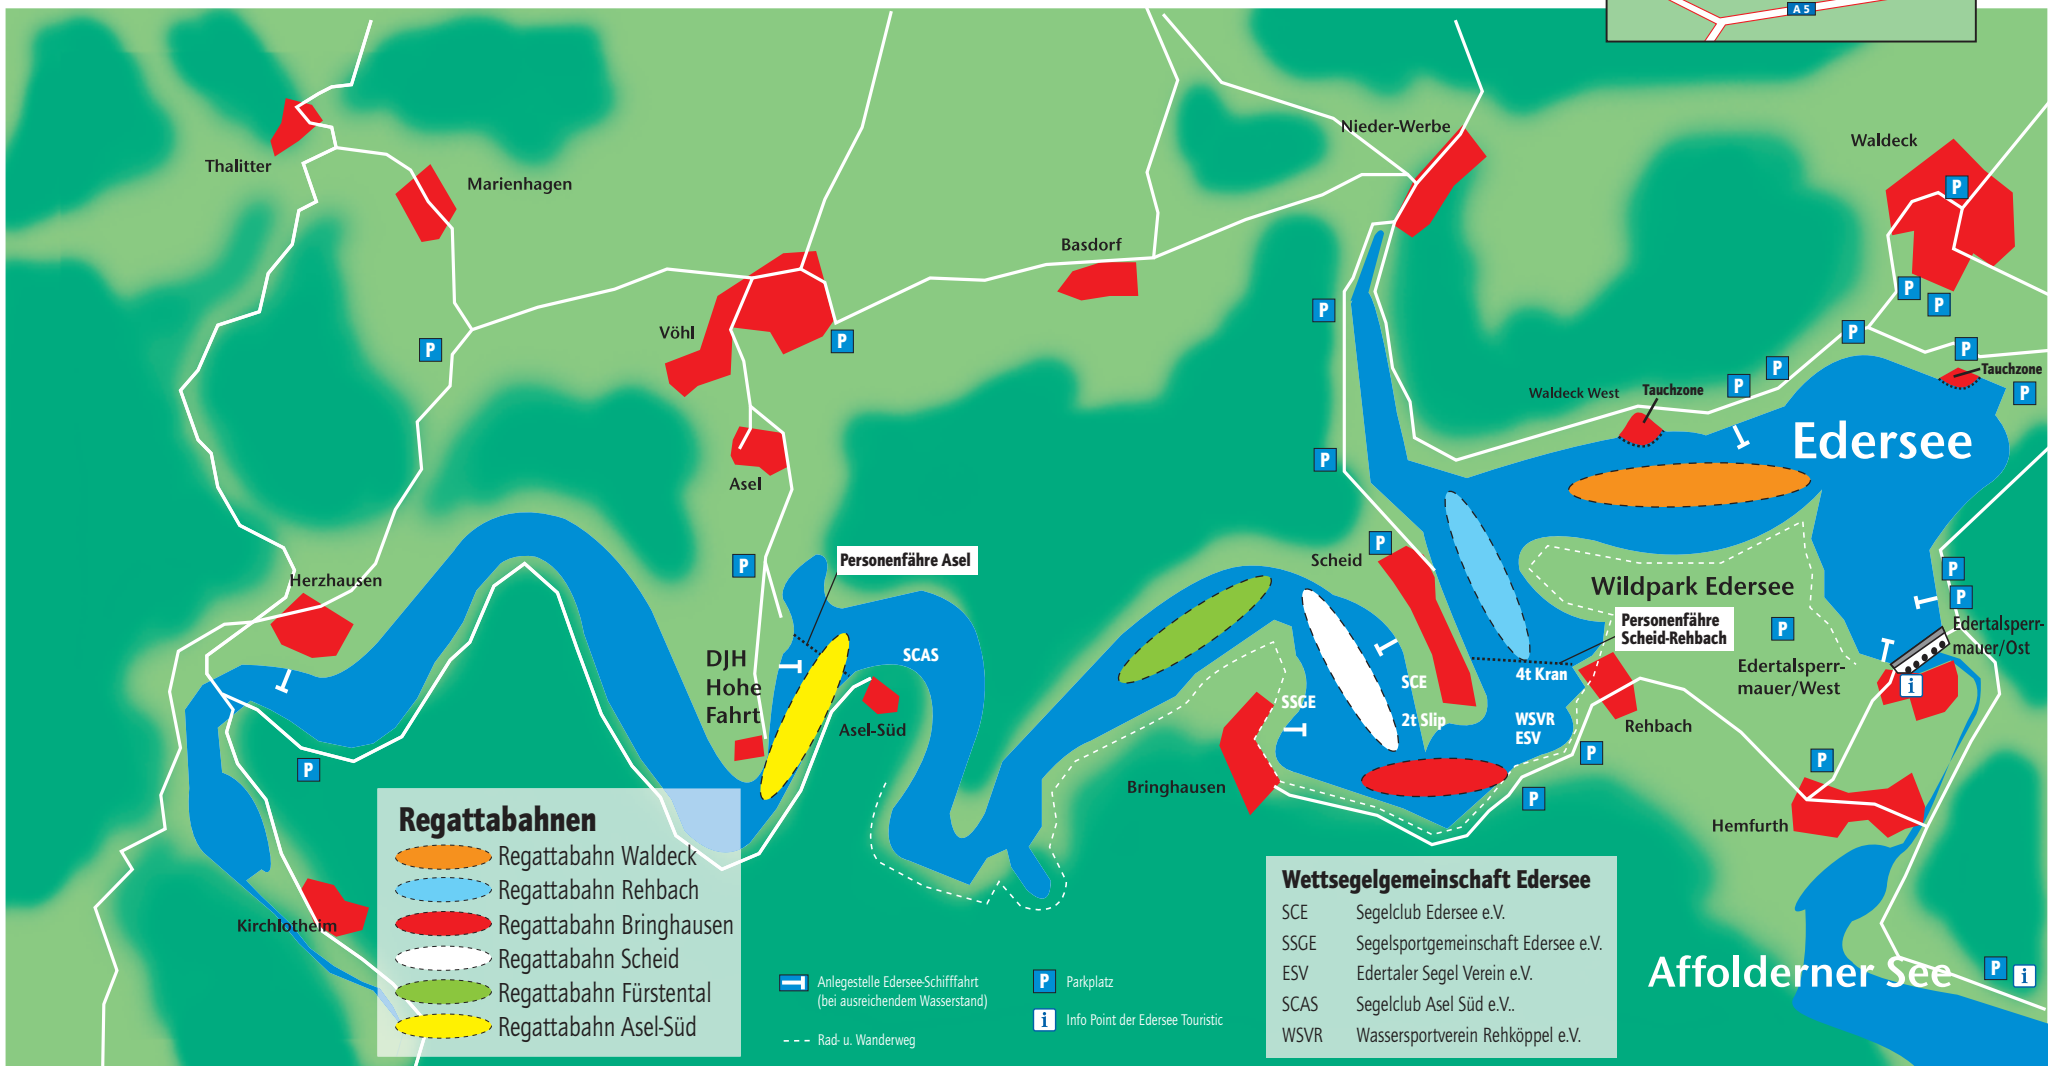 A 5
Thalitter
Marienhagen
Nieder-Werbe
Waldeck
P
Basdorf
Vöhl
P
P
P
P
P
P
P
P
P
P
Tauchzone
P
Waldeck West
Tauchzone
Edersee
Asel
P
P
Personenfähre Asel
Scheid
P
Herzhausen
Wildpark Edersee
P
P
Personenfähre
Scheid-Rehbach
P
Edertalsperr-
mauer/Ost
DJH
Hohe
Fahrt
SCAS
Edertalsperr-
mauer/West
i
4t Kran
SCE
SSGE
2t Slip
WSVR
ESV
Asel-Süd
Rehbach
P
P
P
P
Bringhausen
Hemfurth
Kirchlotheim
Affolderner See
P
i
Regattabahnen
Regattabahn Waldeck
Regattabahn Rehbach
Regattabahn Bringhausen
Regattabahn Scheid
Regattabahn Fürstental
Regattabahn Asel-Süd
Anlegestelle Edersee-Schifffahrt
(bei ausreichendem Wasserstand)
Rad- u. Wanderweg
P Parkplatz
i Info Point der Edersee Touristic
Wettsegelgemeinschaft Edersee
SCE Segelclub Edersee e.V.
SSGE Segelsportgemeinschaft Edersee e.V.
ESV Edertaler Segel Verein e.V.
SCAS Segelclub Asel Süd e.V..
WSVR Wassersportverein Rehköppel e.V.